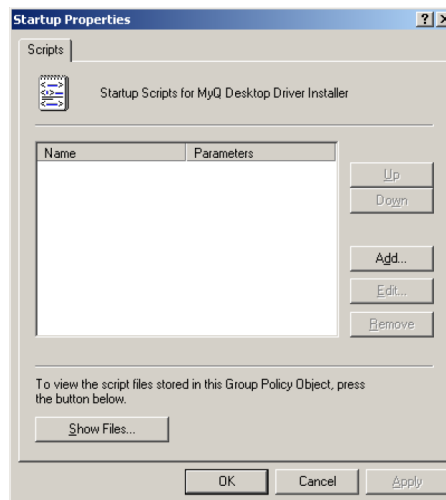 Startup Properties
Scripts
Startup Scripts for MyQ Desktop Driver Installer
Name Parameters
Up
Down
Add...
Edit...
Remove
To view the script files stored in this Group Policy Object, press
the button below.
Show Files...
OK Cancel Apply